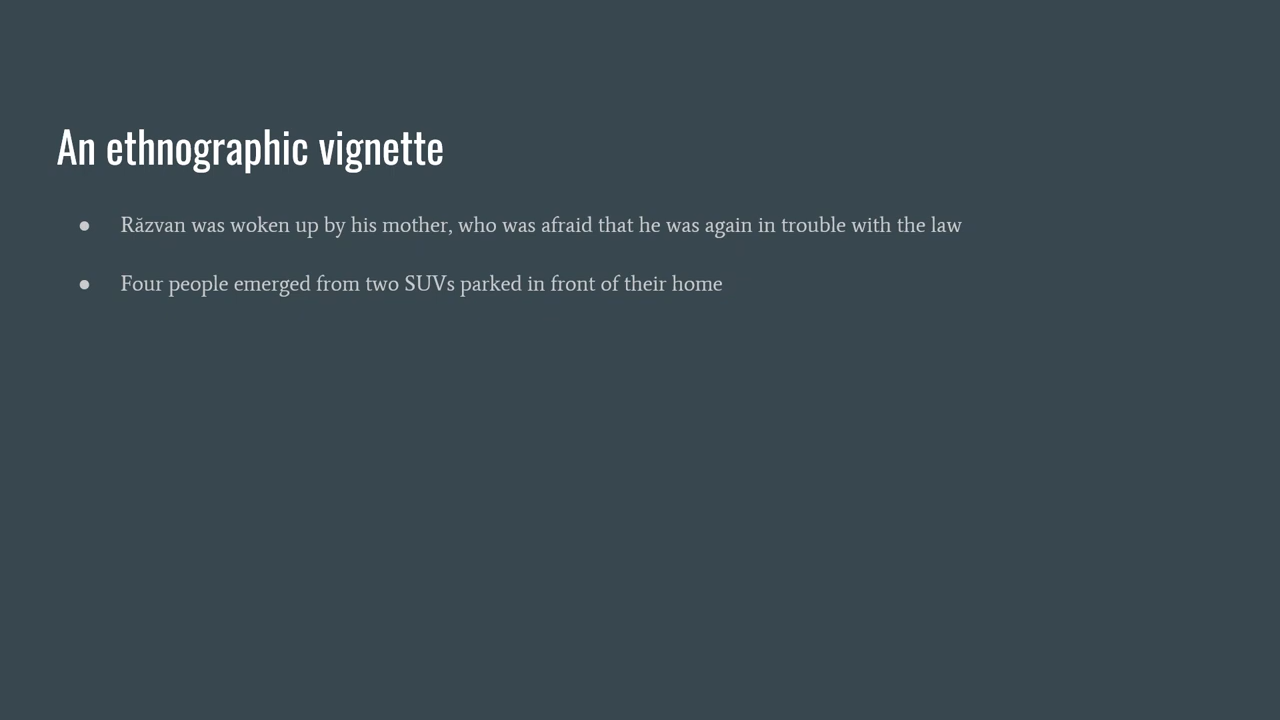 An ethnographic vignette
● Răzvan was woken up by his mother, who was afraid that he was again in trouble with the law
● Four people emerged from two SUVs parked in front of their home